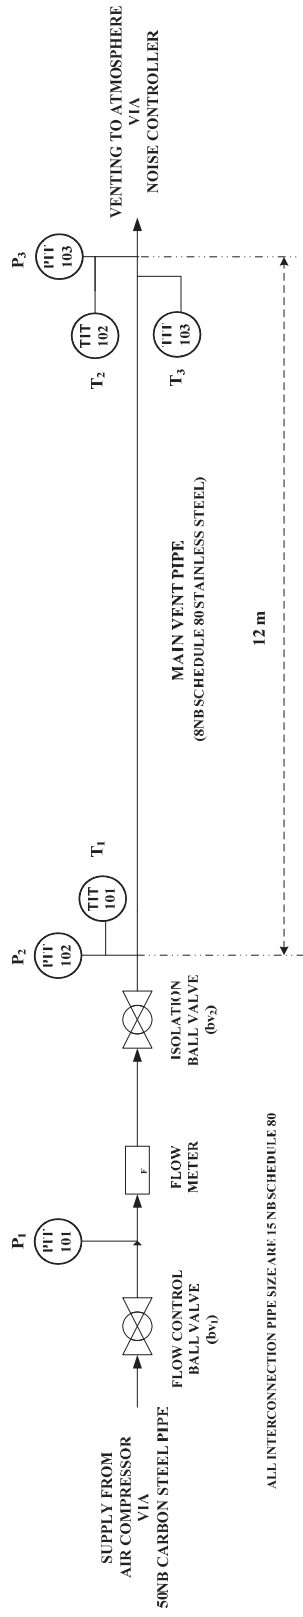 SUPPLY FROM
AIR COMPRESSOR
VIA
50NB CARBON STEEL PIPE
FLOW CONTROL
BALL VALVE
(bv1)
P1
PIT
101
F
FLOW
METER
ISOLATION
BALL VALVE
(bv2)
P2
PIT
102
TIT
101
T1
MAIN VENT PIPE
(8NB SCHEDULE 80 STAINLESS STEEL)
12 m
P3
PIT
103
TIT
102
T2
TIT
103
T3
VENTING TO ATMOSPHERE
VIA
NOISE CONTROLLER
ALL INTERCONNECTION PIPE SIZE ARE 15 NB SCHEDULE 80